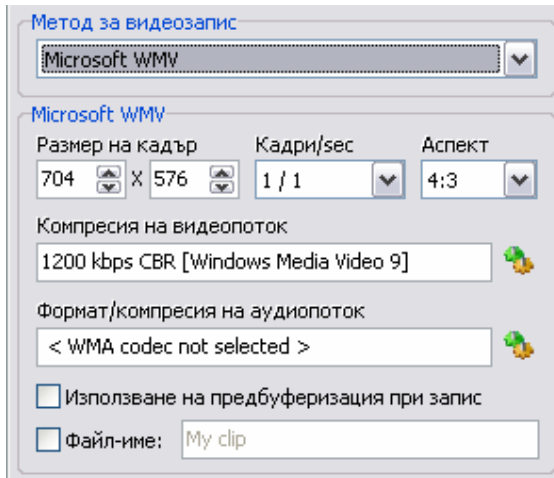 Метод за видеозапис
Microsoft WMV
Microsoft WMV
Размер на кадър Кадри/sec Аспект
704 X 576 1 / 1 4:3
Компресия на видеопоток
1200 kbps CBR [Windows Media Video 9]
Формат/компресия на аудиопоток
< WMA codec not selected >
Използване на предбуферизация при запис
Файл-име: My clip